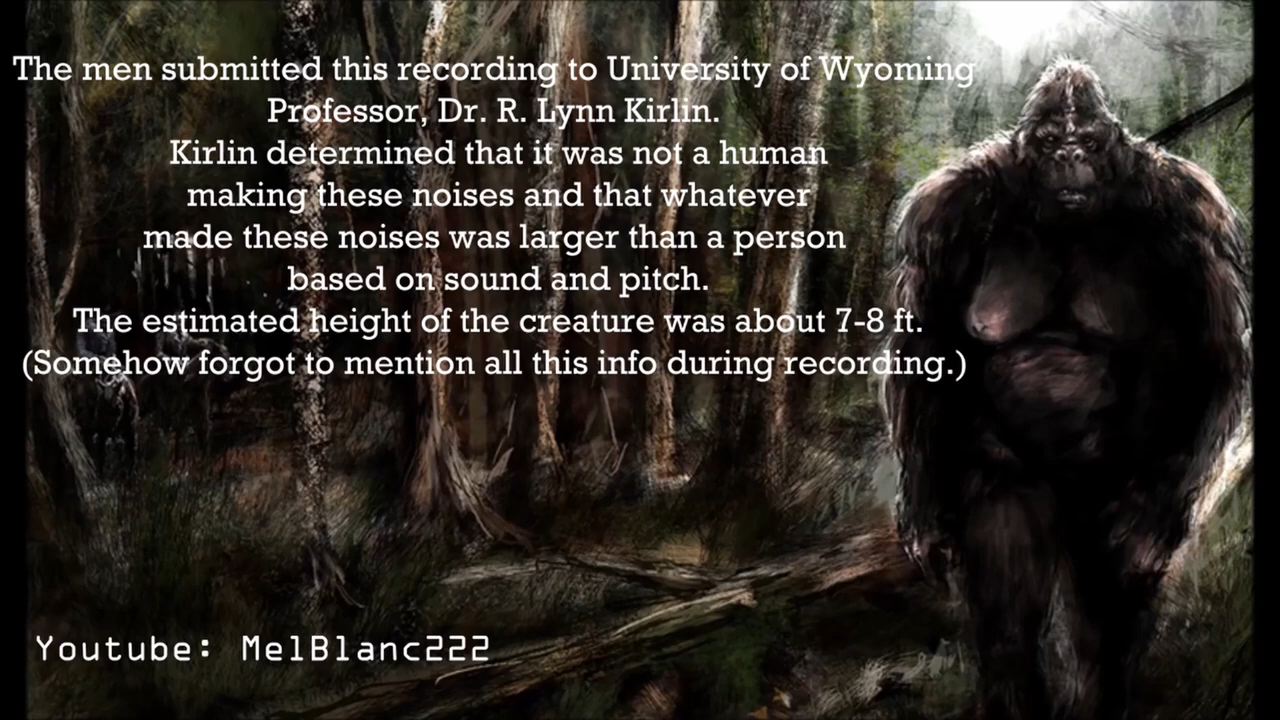 The men submitted this recording to University of Wyoming
Professor, Dr. R. Lynn Kirlin.
Kirlin determined that it was not a human
making these noises and that whatever
made these noises was larger than a person
based on sound and pitch.
The estimated height of the creature was about 7-8 ft.
(Somehow forgot to mention all this info during recording.)
Youtube: MelBlanc222